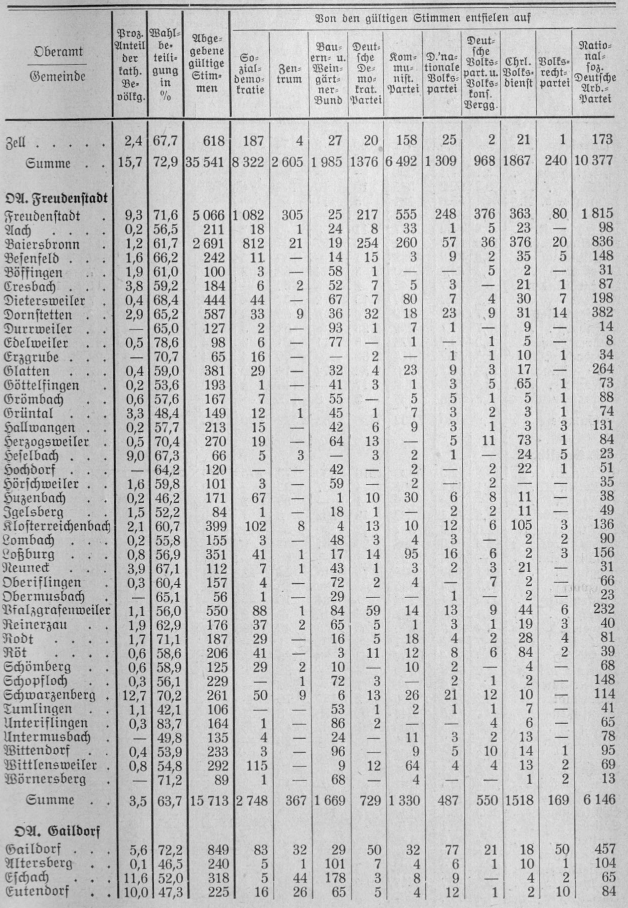 Oberamt
Gemeinde
Proz. Anteil der kath. Bevölkg.
Wahlbeteiligung in %
Abgegebene gültige Stimmen
Von den gültigen Stimmen entfielen auf
Sozialdemokratie
Zentrum
Bauern- u. Weingärtner-Bund
Deutsche Demokrat. Partei
Kommunist. Partei
D.'nationale Volkspartei
Deutsche Volkspart. u. Volkskons. Vergg.
Chrl. Volksdienst
Volksrechtpartei
National-soz. Deutsche Arb.-Partei
Zell . . . . . 2,4 67,7 618 187 4 27 20 158 25 2 21 1 173
Summe . . 15,7 72,9 35 541 8 322 2 605 1 985 1376 6 492 1 309 968 1867 240 10 377
OA. Freudenstadt
Freudenstadt . 9,3 71,6 5 066 1 082 305 25 217 555 248 376 363 80 1 815
Aach . . . . 0,2 56,5 211 18 1 24 8 33 1 5 23 — 98
Baiersbronn . 1,2 61,7 2 691 812 21 19 254 260 57 36 376 20 836
Besenfeld . . . 1,6 66,2 242 11 — 14 15 3 9 2 35 5 148
Böffingen . . 1,9 61,0 100 3 — 58 1 — — 5 2 — 31
Cresbach . . . 3,8 59,2 184 6 2 52 7 5 3 — 21 1 87
Dietersweiler . 0,4 68,4 444 44 — 67 7 80 7 4 30 7 198
Dornstetten . . 2,9 65,2 587 33 9 36 32 18 23 9 31 14 382
Durrweiler . . — 65,0 127 2 — 93 1 7 1 — 9 — 14
Edelweiler . . 0,5 78,6 98 6 — 77 — 1 — 1 5 — 8
Erzgrube . . . — 70,7 65 16 — — 2 — 1 1 10 1 34
Glatten . . . 0,4 59,0 381 29 — 32 4 23 9 3 17 — 264
Göttelfingen . 0,2 53,6 193 1 — 41 3 1 3 5 65 1 73
Grömbach . . 0,6 57,6 167 7 — 55 — 5 5 1 5 1 88
Grüntal . . . 3,3 48,4 149 12 1 45 1 7 3 2 3 1 74
Hallwangen . . 0,2 57,7 213 15 — 42 6 9 3 1 3 3 131
Herzogsweiler . 0,5 70,4 270 19 — 64 13 — 5 11 73 1 84
Heselbach . . 9,0 67,3 66 5 3 — 3 2 1 — 24 5 23
Hochdorf . . . — 64,2 120 — — 42 — 2 — 2 22 1 51
Hörschweiler . . 1,6 59,8 101 3 — 59 — 2 — 2 — — 35
Huzenbach . . 0,2 46,2 171 67 — 1 10 30 6 8 11 — 38
Igelsberg . . . 1,5 52,2 84 1 — 18 1 — 2 2 11 — 49
Klosterreichenbach 2,1 60,7 399 102 8 4 13 10 12 6 105 3 136
Lombach . . . 0,2 55,8 155 3 — 48 3 4 3 — 2 2 90
Loßburg . . . 0,8 56,9 351 41 1 17 14 95 16 6 2 3 156
Neuneck . . . 3,9 67,1 112 7 1 43 1 3 2 3 21 — 31
Oberiflingen . . 0,3 60,4 157 4 — 72 2 4 — 7 2 — 66
Obermusbach . — 65,1 56 1 — 29 — — 1 — 2 — 23
Pfalzgrafenweiler 1,1 56,0 550 88 1 84 59 14 13 9 44 6 232
Reinerzau . . 1,9 62,9 176 37 2 65 5 1 3 1 19 3 40
Rodt . . . . 1,7 71,1 187 29 — 16 5 18 4 2 28 4 81
Röt . . . . 0,6 58,6 206 41 — 3 11 12 8 6 84 2 39
Schömberg . . 0,6 58,9 125 29 2 10 — 10 2 — 4 — 68
Schopfloch . . 0,3 56,1 229 — 1 72 3 — 2 1 2 — 148
Schwarzenberg . 12,7 70,2 261 50 9 6 13 26 21 12 10 — 114
Tumlingen . . 1,1 42,1 106 — — 53 1 2 1 1 7 — 41
Unteriflingen . 0,3 83,7 164 1 — 86 2 — — 4 6 — 65
Untermusbach . — 49,8 135 4 — 24 — 11 3 2 13 — 78
Wittendorf . . 0,4 53,9 233 3 — 96 — 9 5 10 14 1 95
Wittlensweiler . 0,8 54,8 292 115 — 9 12 64 4 4 13 2 69
Wörnersberg . — 71,2 89 1 — 68 — 4 — — 1 2 13
Summe . . 3,5 63,7 15 713 2 748 367 1 669 729 1 330 487 550 1518 169 6 146
OA. Gaildorf
Gaildorf . . . 5,6 72,2 849 83 32 29 50 32 77 21 18 50 457
Altersberg . . 0,1 46,5 240 5 1 101 7 4 6 1 10 1 104
Eschach . . . 11,6 52,0 318 5 44 178 3 8 9 — 4 2 65
Eutendorf . . 10,0 47,3 225 16 26 65 5 4 12 1 2 10 84